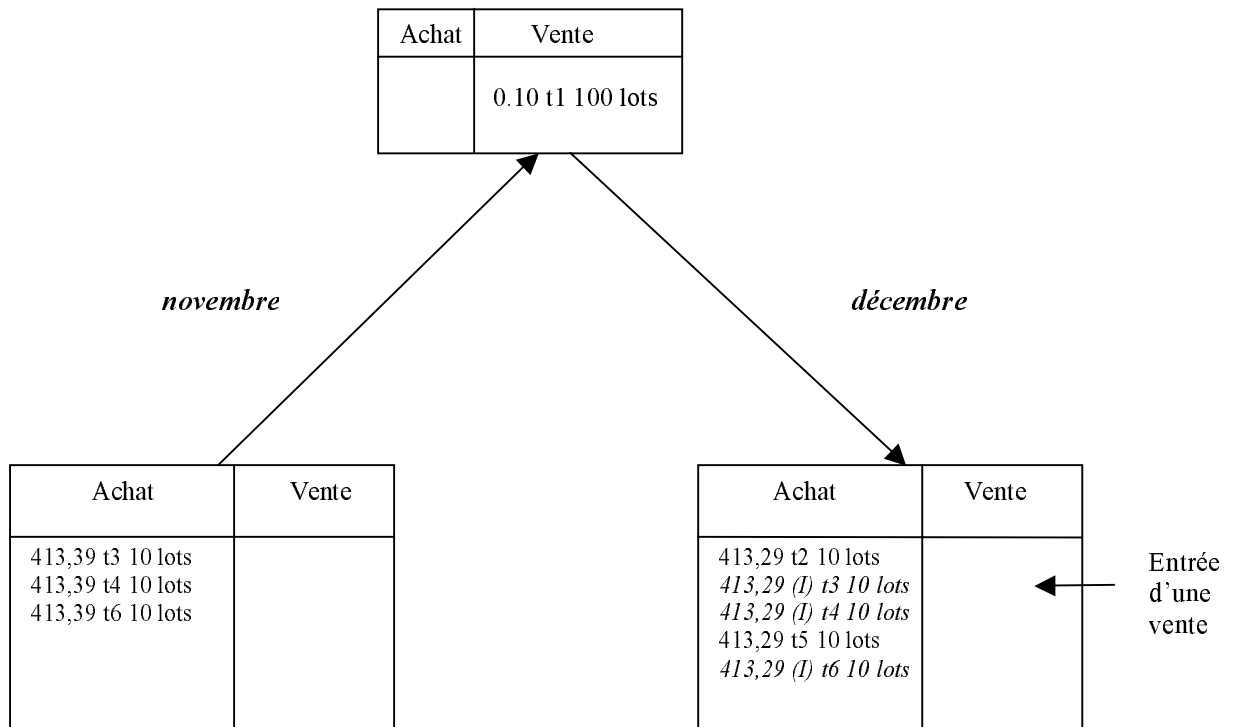 Achat Vente
0.10 t1 100 lots
novembre
décembre
Achat Vente
413,39 t3 10 lots
413,39 t4 10 lots
413,39 t6 10 lots
Achat Vente
413,29 t2 10 lots
413,29 (I) t3 10 lots
413,29 (I) t4 10 lots
413,29 t5 10 lots
413,29 (I) t6 10 lots
Entrée
d’une
vente